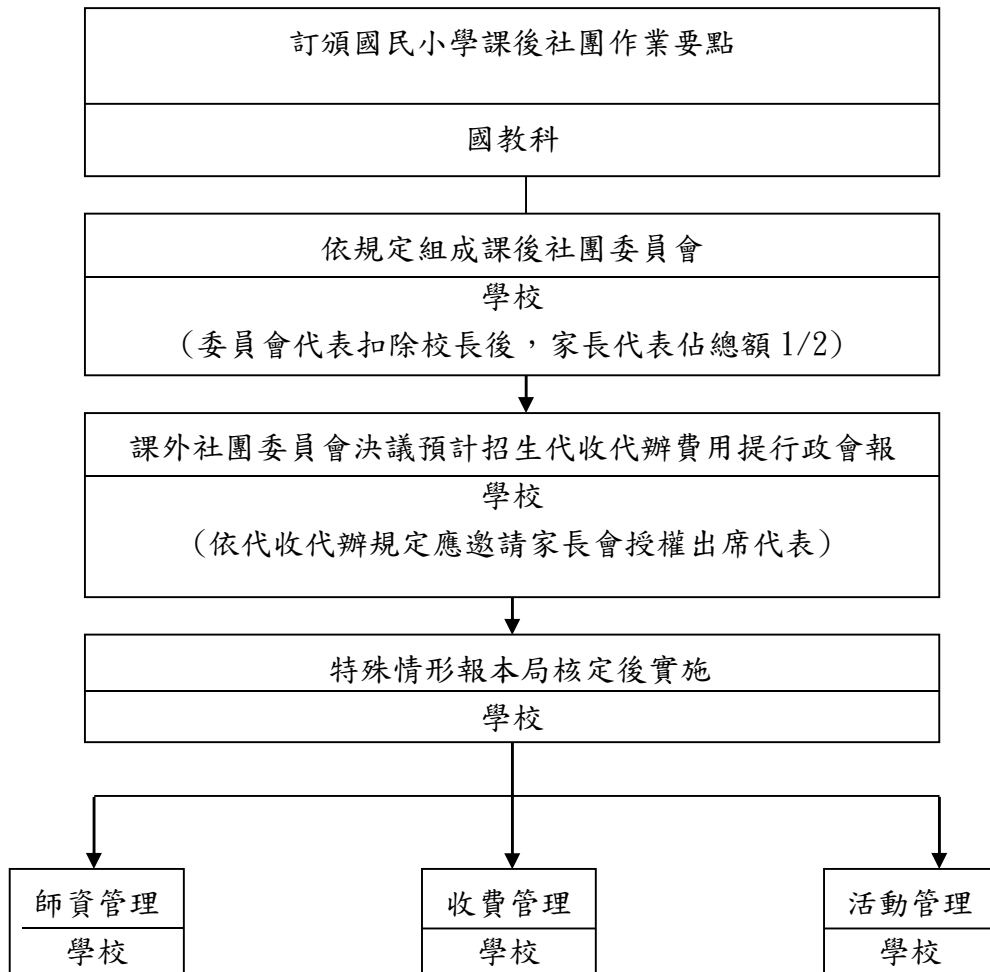 訂頒國民小學課後社團作業要點
國教科
依規定組成課後社團委員會
學校
（委員會代表扣除校長後，家長代表佔總額 1/2）
課外社團委員會決議預計招生代收代辦費用提行政會報
學校
（依代收代辦規定應邀請家長會授權出席代表）
特殊情形報本局核定後實施
學校
師資管理
學校
收費管理
學校
活動管理
學校